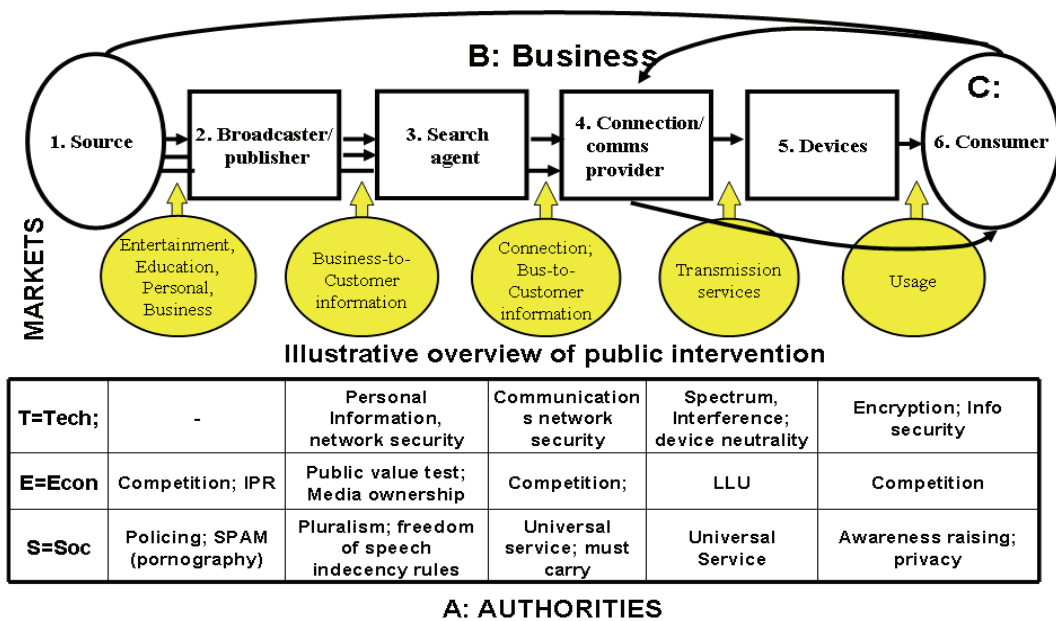 B: Business
C:
1. Source
2. Broadcaster/
publisher
3. Search
agent
4. Connection/
comms
provider
5. Devices
6. Consumer
MARKETS
Entertainment,
Education,
Personal,
Business
Business-to-
Customer
information
Connection;
Bus-to-
Customer
information
Transmission
services
Usage
Illustrative overview of public intervention
T=Tech;
-
Personal
Information,
network security
Communication
s network
security
Spectrum,
Interference;
device neutrality
Encryption; Info
security
E=Econ
Competition; IPR
Public value test;
Media ownership
Competition;
LLU
Competition
S=Soc
Policing; SPAM
(pornography)
Pluralism; freedom
of speech
indecency rules
Universal
service; must
carry
Universal
Service
Awareness raising;
privacy
A: AUTHORITIES